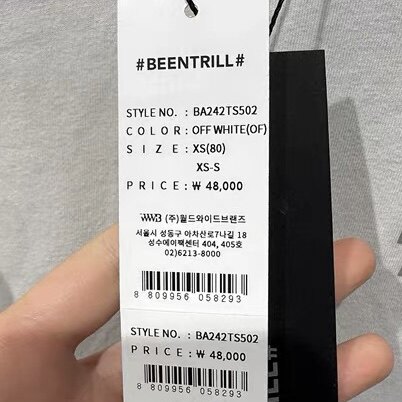 #BEENTRILL#
STYLE NO. : BA242TS502
COLOR : OFF WHITE(OF)
SIZE : XS(80)
XS-S
PRICE : ₩ 48,000
WWB (주)월드와이드브랜즈
서울시 성동구 아차산로7나길 18
성수에이팩센터 404, 405호
02)6213-8000
8 809956 058293
STYLE NO. : BA242TS502
PRICE : ₩ 48,000
8 809956 058293
LL#